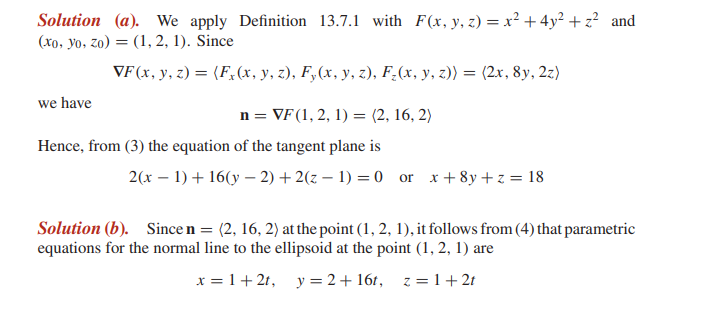 Solution (a). We apply Definition 13.7.1 with F(x, y, z) = x² + 4y² + z² and
(x₀, y₀, z₀) = (1, 2, 1). Since
∇F(x, y, z) = ⟨Fₓ(x, y, z), F_y(x, y, z), F_z(x, y, z)⟩ = ⟨2x, 8y, 2z⟩
we have
n = ∇F(1, 2, 1) = ⟨2, 16, 2⟩
Hence, from (3) the equation of the tangent plane is
2(x − 1) + 16(y − 2) + 2(z − 1) = 0 or x + 8y + z = 18
Solution (b). Since n = ⟨2, 16, 2⟩ at the point (1, 2, 1), it follows from (4) that parametric
equations for the normal line to the ellipsoid at the point (1, 2, 1) are
x = 1 + 2t, y = 2 + 16t, z = 1 + 2t